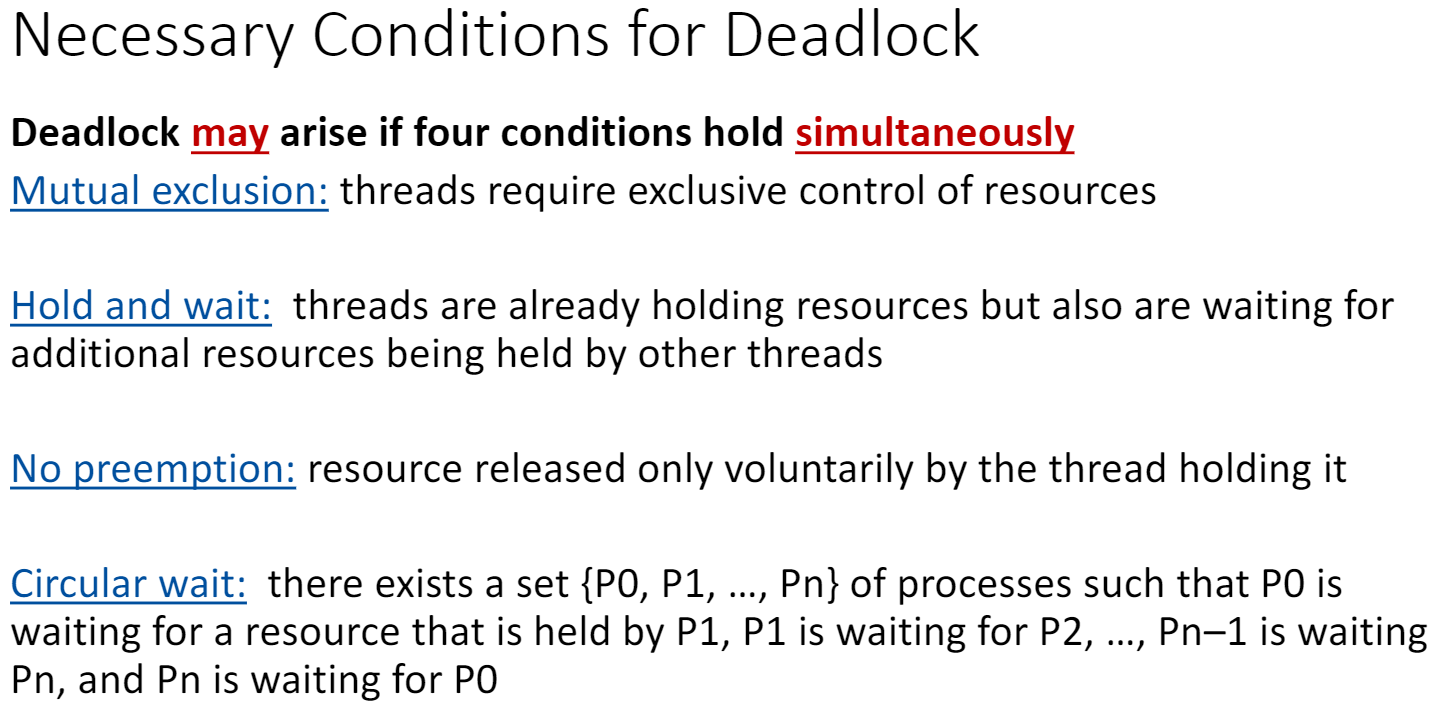 Necessary Conditions for Deadlock
Deadlock may arise if four conditions hold simultaneously
Mutual exclusion: threads require exclusive control of resources
Hold and wait:  threads are already holding resources but also are waiting for
additional resources being held by other threads
No preemption: resource released only voluntarily by the thread holding it
Circular wait:  there exists a set {P0, P1, …, Pn} of processes such that P0 is
waiting for a resource that is held by P1, P1 is waiting for P2, …, Pn–1 is waiting
Pn, and Pn is waiting for P0